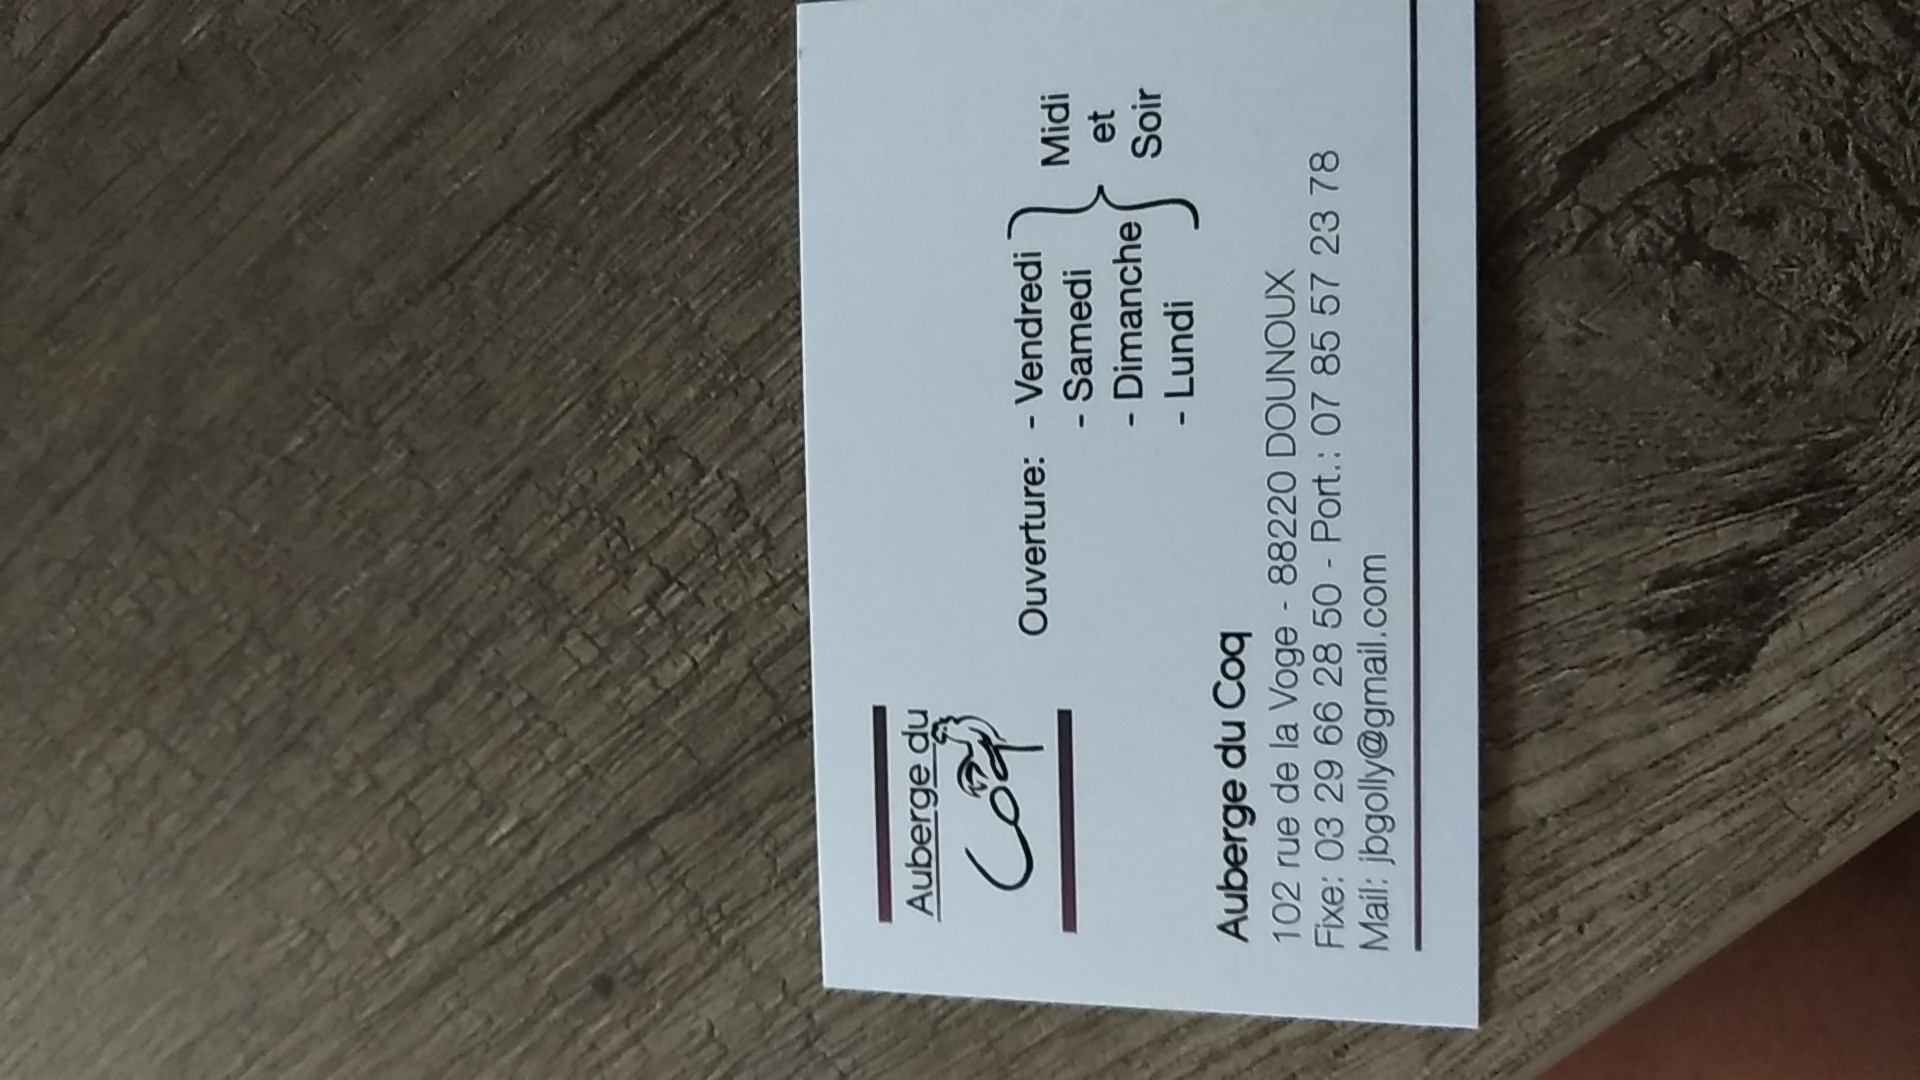 Auberge du
Coq
Ouverture: - Vendredi
- Samedi
- Dimanche
- Lundi
Midi
et
Soir
Auberge du Coq
102 rue de la Voge - 88220 DOUNOUX
Fixe: 03 29 66 28 50 - Port.: 07 85 57 23 78
Mail: jbgolly@gmail.com